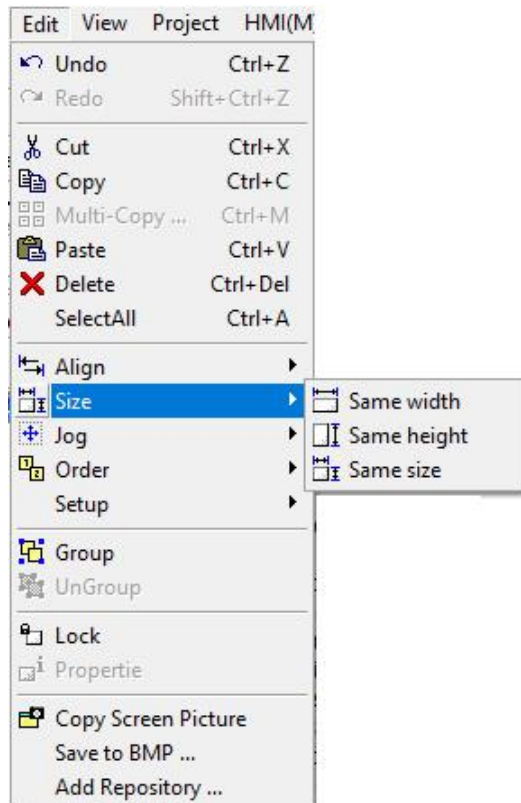 Edit View Project HMI(M
Undo Ctrl+Z
Redo Shift+Ctrl+Z
Cut Ctrl+X
Copy Ctrl+C
Multi-Copy ... Ctrl+M
Paste Ctrl+V
Delete Ctrl+Del
SelectAll Ctrl+A
Align
Size
Same width
Same height
Same size
Jog
Order
Setup
Group
UnGroup
Lock
Propertie
Copy Screen Picture
Save to BMP ...
Add Repository ...